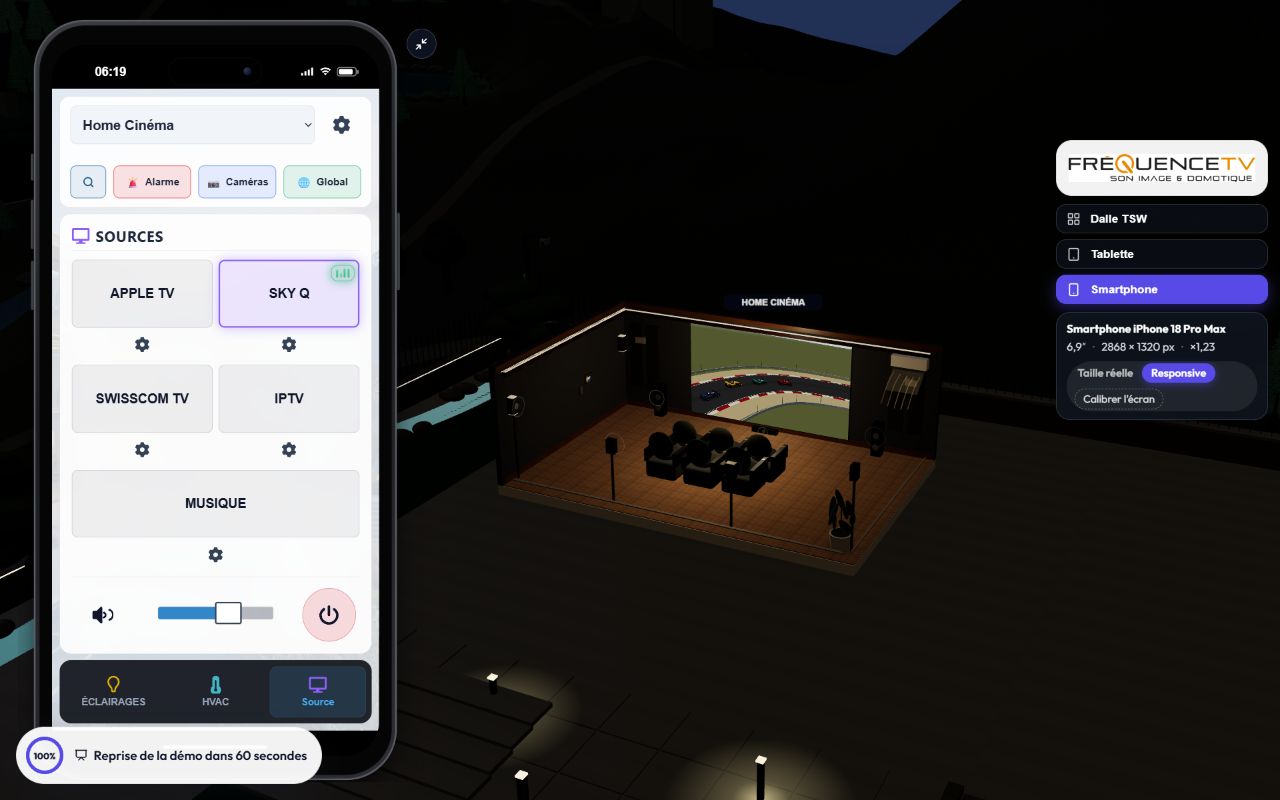 06:19
Home Cinéma
Alarme
Caméras
Global
SOURCES
APPLE TV
SKY Q
SWISSCOM TV
IPTV
MUSIQUE
ÉCLAIRAGES
HVAC
Source
100%
Reprise de la démo dans 60 secondes
HOME CINÉMA
FRÉQUENCETV
SON IMAGE & DOMOTIQUE
Dalle TSW
Tablette
Smartphone
Smartphone iPhone 18 Pro Max
6,9" · 2868 × 1320 px · ×1,23
Taille réelle
Responsive
Calibrer l'écran